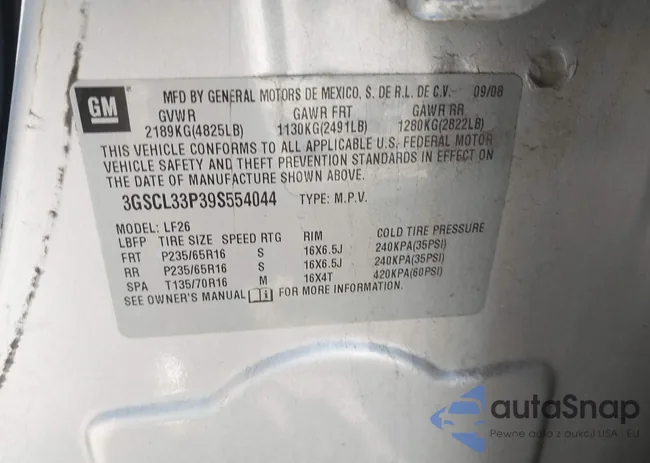 GM
MFD BY GENERAL MOTORS DE MEXICO, S. DE R.L. DE C.V. 09/08
GVWR GAWR FRT GAWR RR
2189KG(4825LB) 1130KG(2491LB) 1280KG(2822LB)
THIS VEHICLE CONFORMS TO ALL APPLICABLE U.S. FEDERAL MOTOR
VEHICLE SAFETY AND THEFT PREVENTION STANDARDS IN EFFECT ON
THE DATE OF MANUFACTURE SHOWN ABOVE.
3GSCL33P39S554044 TYPE: M.P.V.
MODEL: LF26
LBFP TIRE SIZE SPEED RTG RIM COLD TIRE PRESSURE
FRT P235/65R16 S 16X6.5J 240KPA(35PSI)
RR P235/65R16 S 16X6.5J 240KPA(35PSI)
SPA T135/70R16 M 16X4T 420KPA(60PSI)
SEE OWNER'S MANUAL FOR MORE INFORMATION.
autaSnap
Pewne auta z aukcji USA i EU